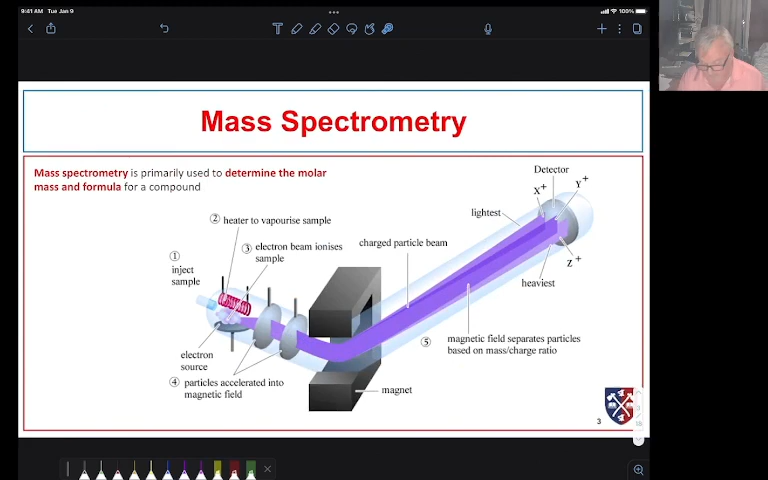 9:41 AM Tue Jan 9
100%
Mass Spectrometry
Mass spectrometry is primarily used to determine the molar
mass and formula for a compound
Detector
X+
Y+
lightest
② heater to vapourise sample
③ electron beam ionises
sample
charged particle beam
①
inject
sample
Z+
heaviest
electron
source
⑤
magnetic field separates particles
based on mass/charge ratio
④ particles accelerated into
magnetic field
magnet
3